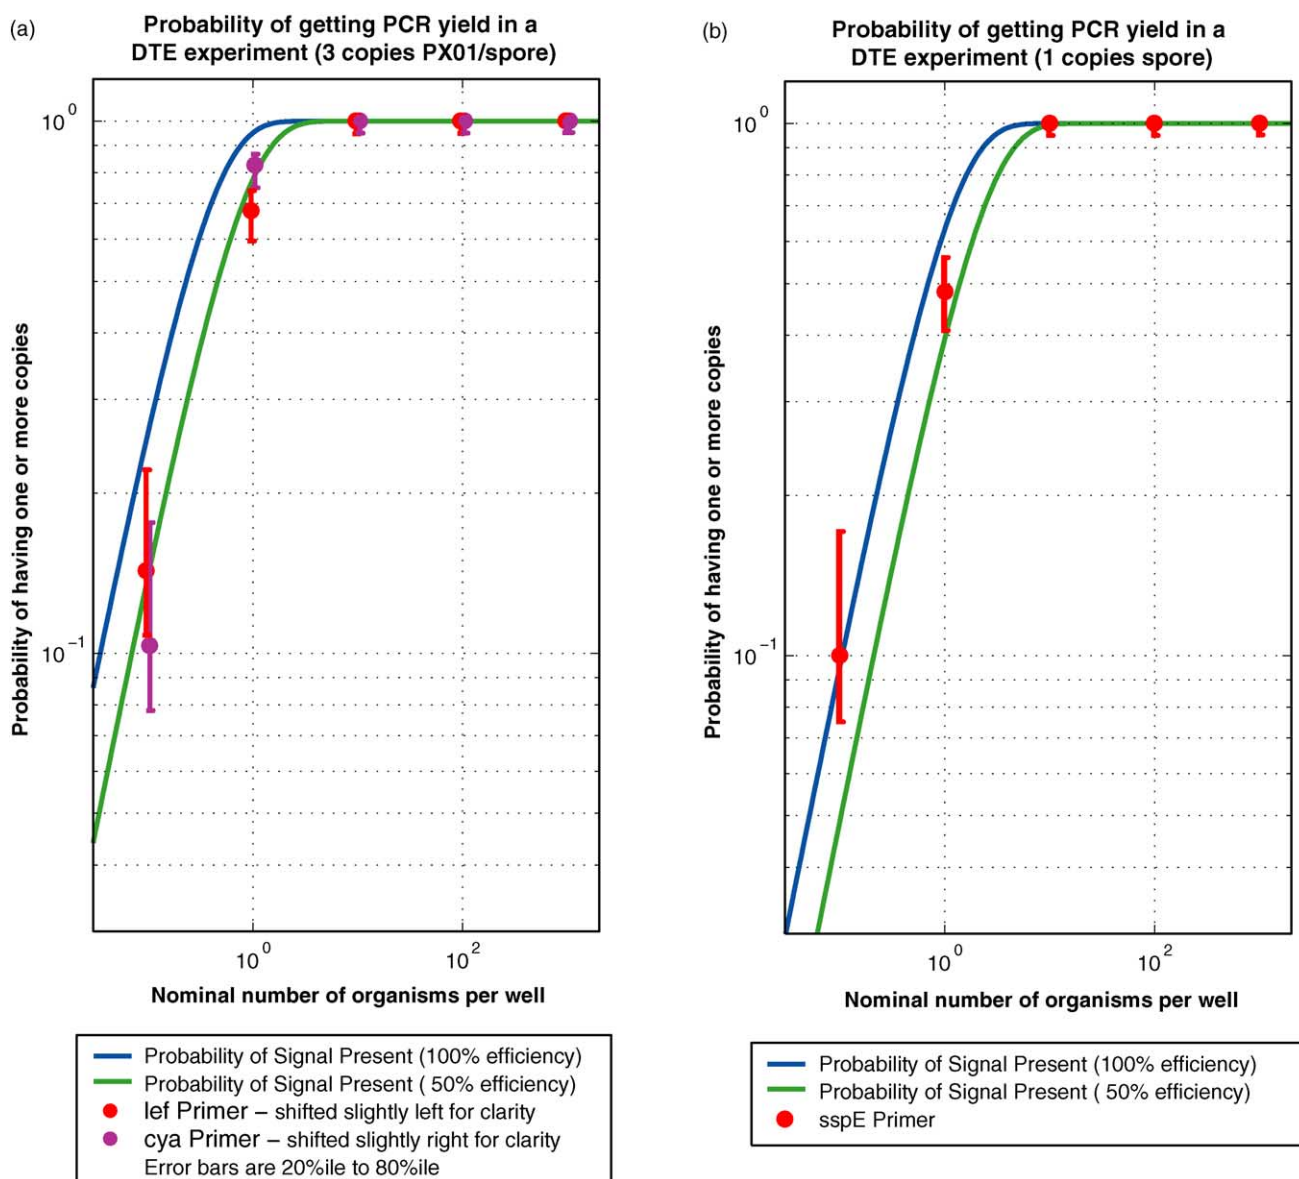 (a)
Probability of getting PCR yield in a
DTE experiment (3 copies PX01/spore)
10^0
10^-1
Probability of having one or more copies
10^0
10^2
Nominal number of organisms per well
Probability of Signal Present (100% efficiency)
Probability of Signal Present ( 50% efficiency)
lef Primer – shifted slightly left for clarity
cya Primer – shifted slightly right for clarity
Error bars are 20%ile to 80%ile
(b)
Probability of getting PCR yield in a
DTE experiment (1 copies spore)
10^0
10^-1
Probability of having one or more copies
10^0
10^2
Nominal number of organisms per well
Probability of Signal Present (100% efficiency)
Probability of Signal Present ( 50% efficiency)
sspE Primer